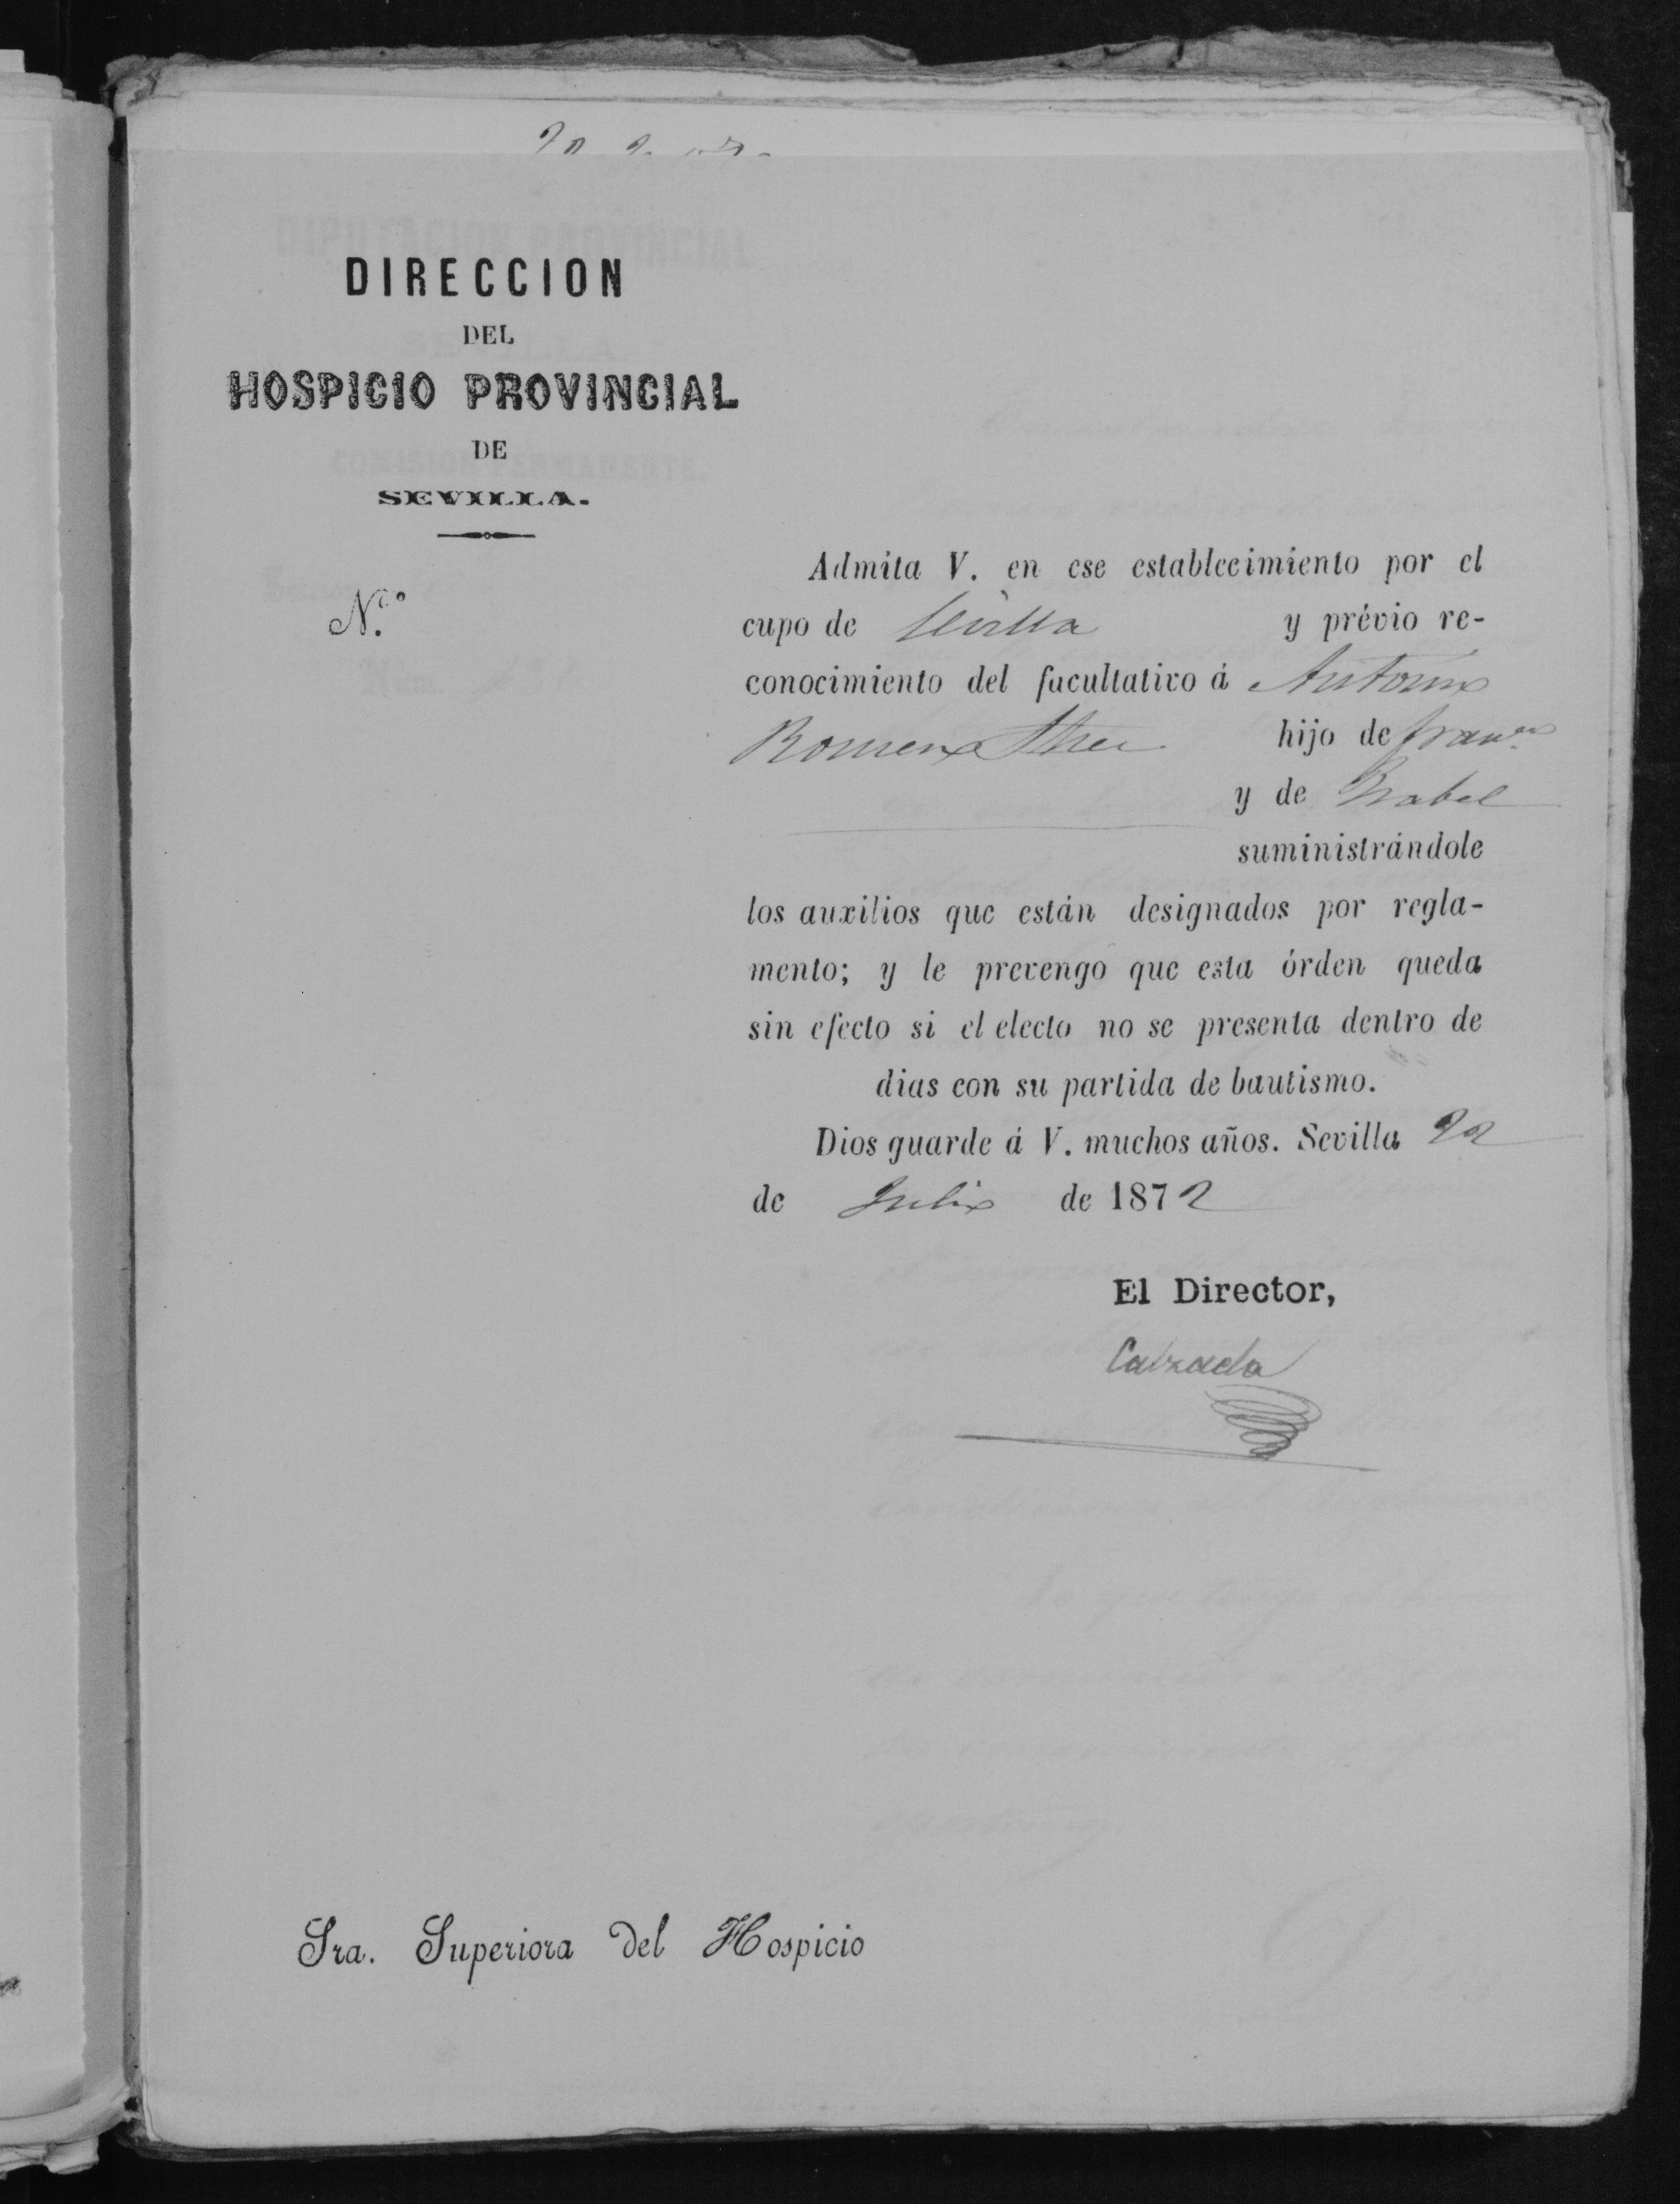 DIRECCION
DEL
HOSPICIO PROVINCIAL
DE
SEVILLA.
N.º
Admita V. en ese establecimiento por el
cupo de Sevilla y prévio re-
conocimiento del facultativo á Antonio
Romero hijo de Fran.co
y de Isabel
suministrándole
los auxilios que están designados por regla-
mento; y le prevengo que esta órden queda
sin efecto si el electo no se presenta dentro de
dias con su partida de bautismo.
Dios guarde á V. muchos años. Sevilla 22
de Julio de 1872
El Director,
Calzada
Sra. Superiora del Hospicio